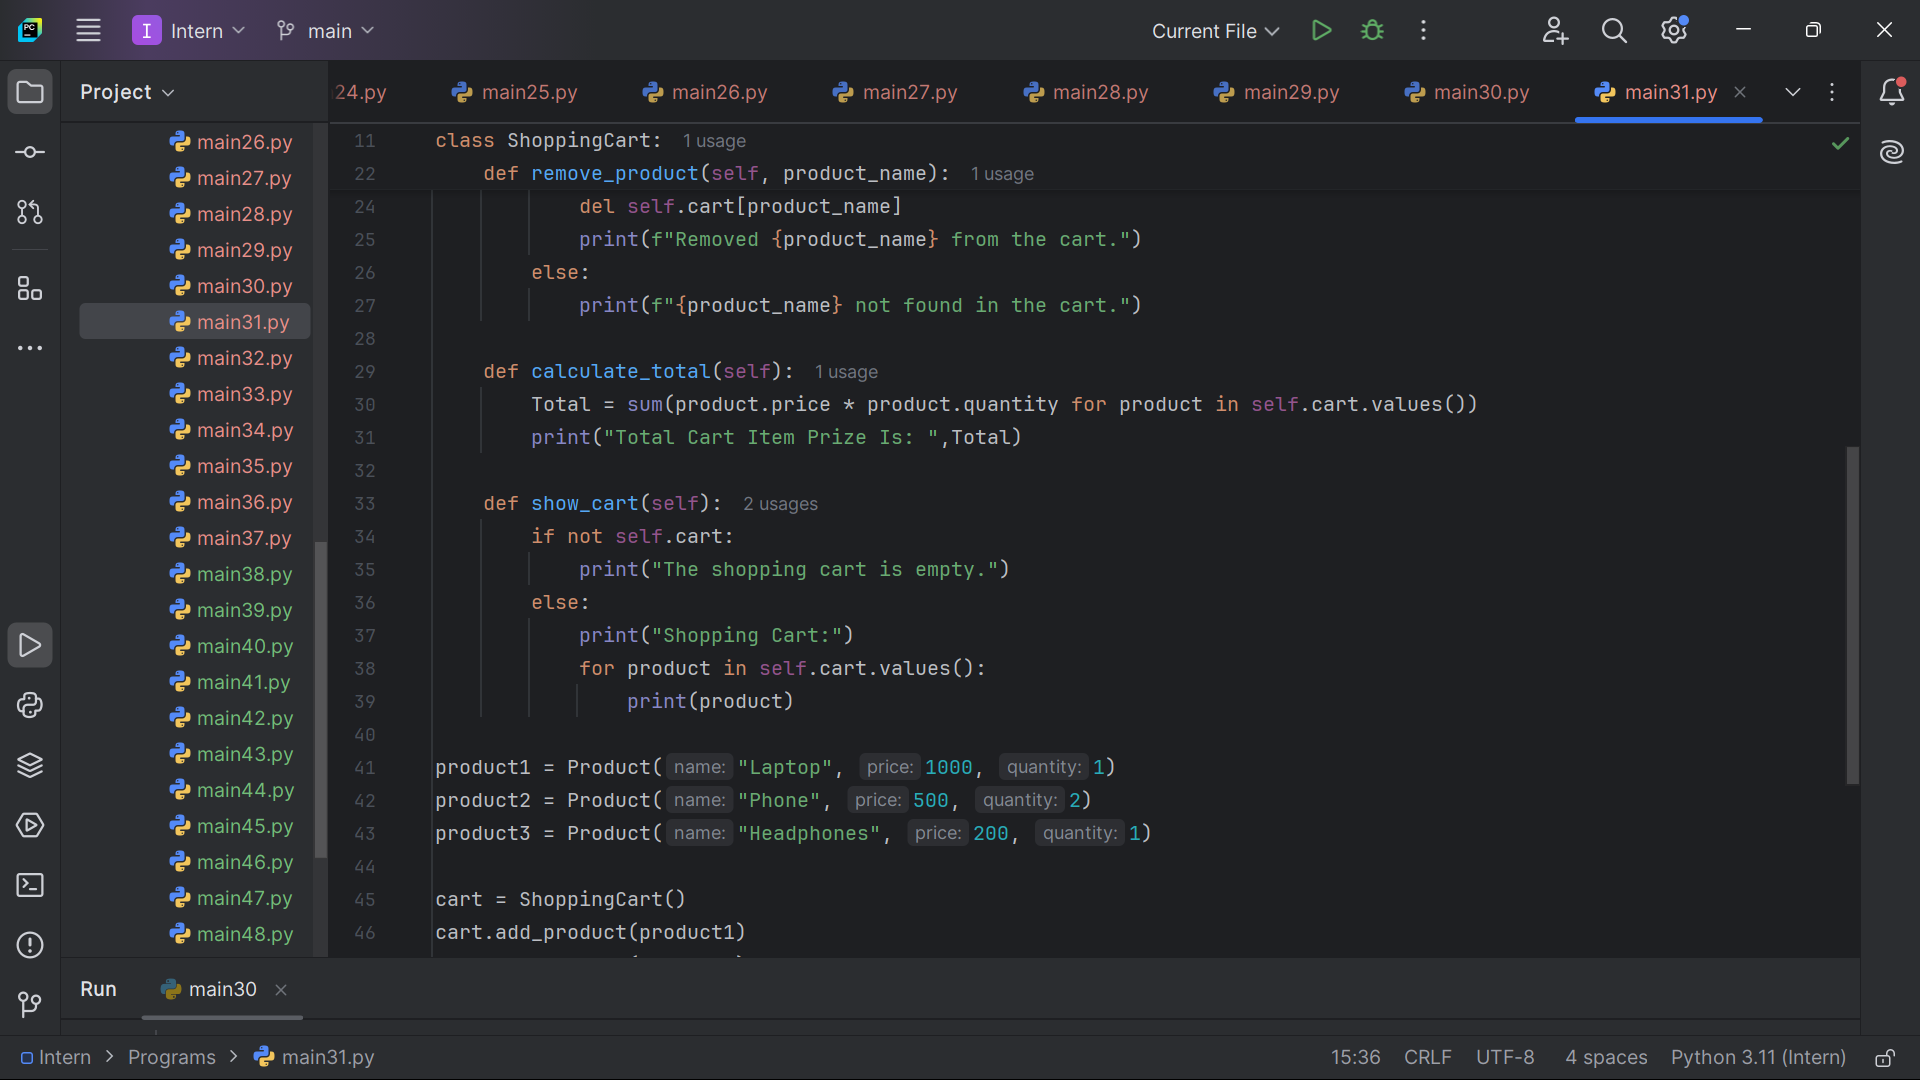 PC
I Intern main Current File
Project
24.py main25.py main26.py main27.py main28.py main29.py main30.py main31.py
main26.py
main27.py
main28.py
main29.py
main30.py
main31.py
main32.py
main33.py
main34.py
main35.py
main36.py
main37.py
main38.py
main39.py
main40.py
main41.py
main42.py
main43.py
main44.py
main45.py
main46.py
main47.py
main48.py
11 class ShoppingCart: 1 usage
22 def remove_product(self, product_name): 1 usage
24 del self.cart[product_name]
25 print(f"Removed {product_name} from the cart.")
26 else:
27 print(f"{product_name} not found in the cart.")
28
29 def calculate_total(self): 1 usage
30 Total = sum(product.price * product.quantity for product in self.cart.values())
31 print("Total Cart Item Prize Is: ",Total)
32
33 def show_cart(self): 2 usages
34 if not self.cart:
35 print("The shopping cart is empty.")
36 else:
37 print("Shopping Cart:")
38 for product in self.cart.values():
39 print(product)
40
41 product1 = Product( name: "Laptop", price: 1000, quantity: 1)
42 product2 = Product( name: "Phone", price: 500, quantity: 2)
43 product3 = Product( name: "Headphones", price: 200, quantity: 1)
44
45 cart = ShoppingCart()
46 cart.add_product(product1)
Run main30
Intern > Programs > main31.py 15:36 CRLF UTF-8 4 spaces Python 3.11 (Intern)